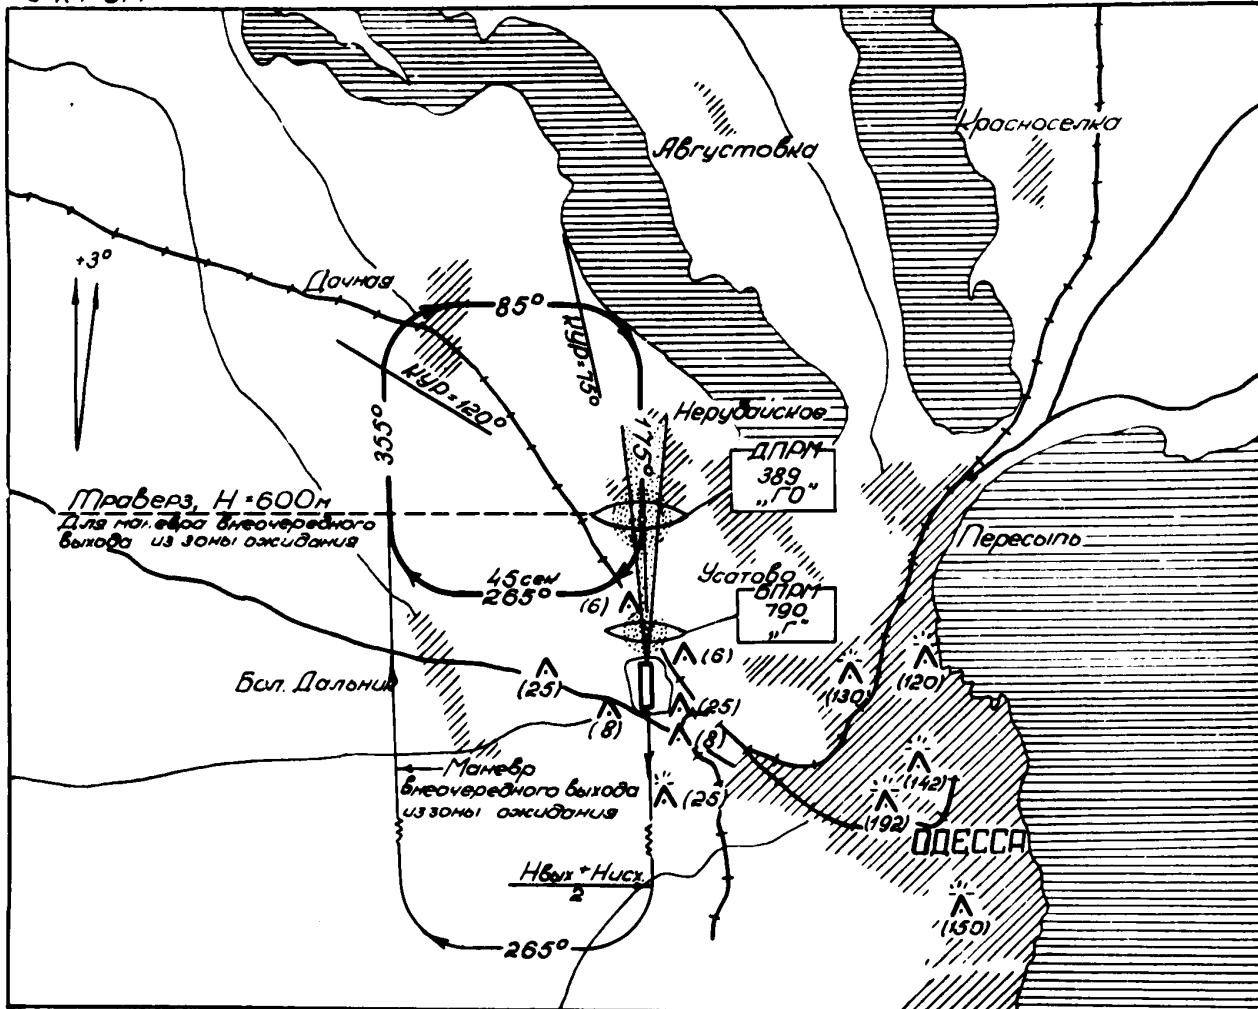 Красноселка
Августовка
+3°
Дачная
85°
КУР=75°
КУР=120°
355°
175°
Нерубайское
ДПРМ
389
„ГО“
Траверз, Н=600м
Для маневра внеочередного
выхода из зоны ожидания
Пересыпь
45 сек
265°
Усатово
БПРМ
790
„Г“
(6)
(6)
Бол. Дальник
(25)
(130)
(120)
(25)
(8)
(8)
Маневр
внеочередного выхода
из зоны ожидания
(25)
(142)
(192)
ОДЕССА
Нвых+Нисх.
2
(150)
265°